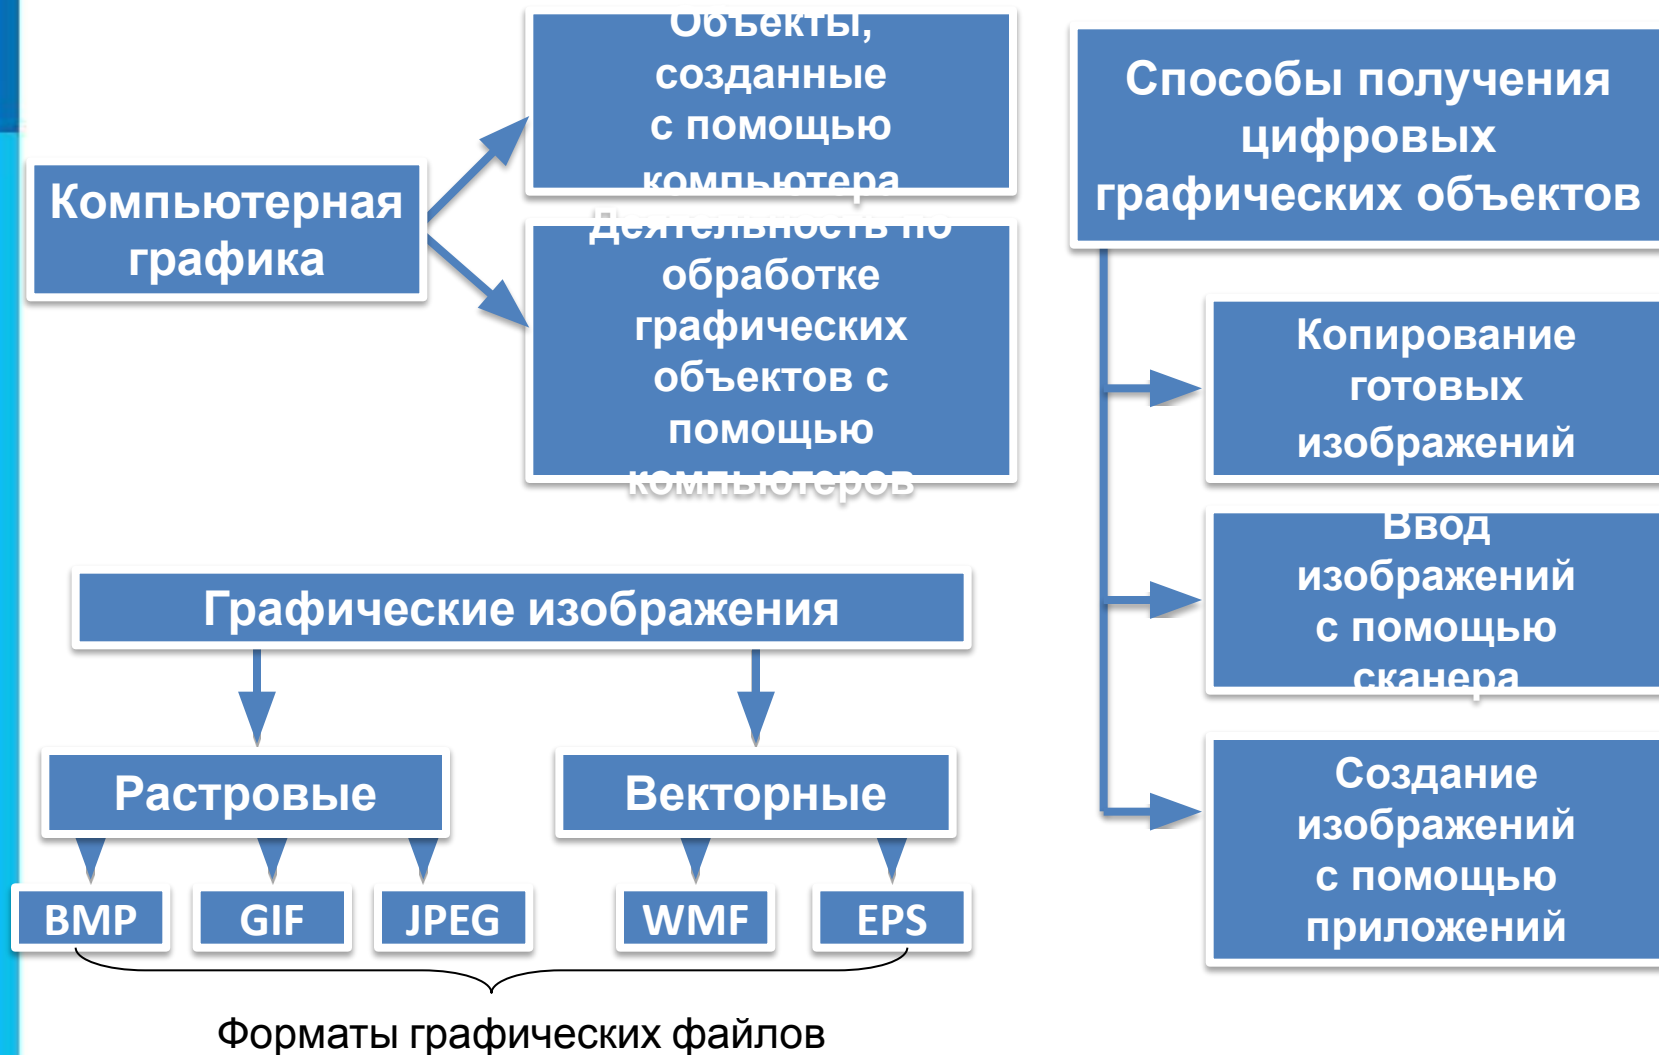 Компьютерная
графика
Объекты,
созданные
с помощью
компьютера
Деятельность по
обработке
графических
объектов с
помощью
компьютеров
Графические изображения
Растровые
Векторные
BMP
GIF
JPEG
WMF
EPS
Форматы графических файлов
Способы получения
цифровых
графических объектов
Копирование
готовых
изображений
Ввод
изображений
с помощью
сканера
Создание
изображений
с помощью
приложений